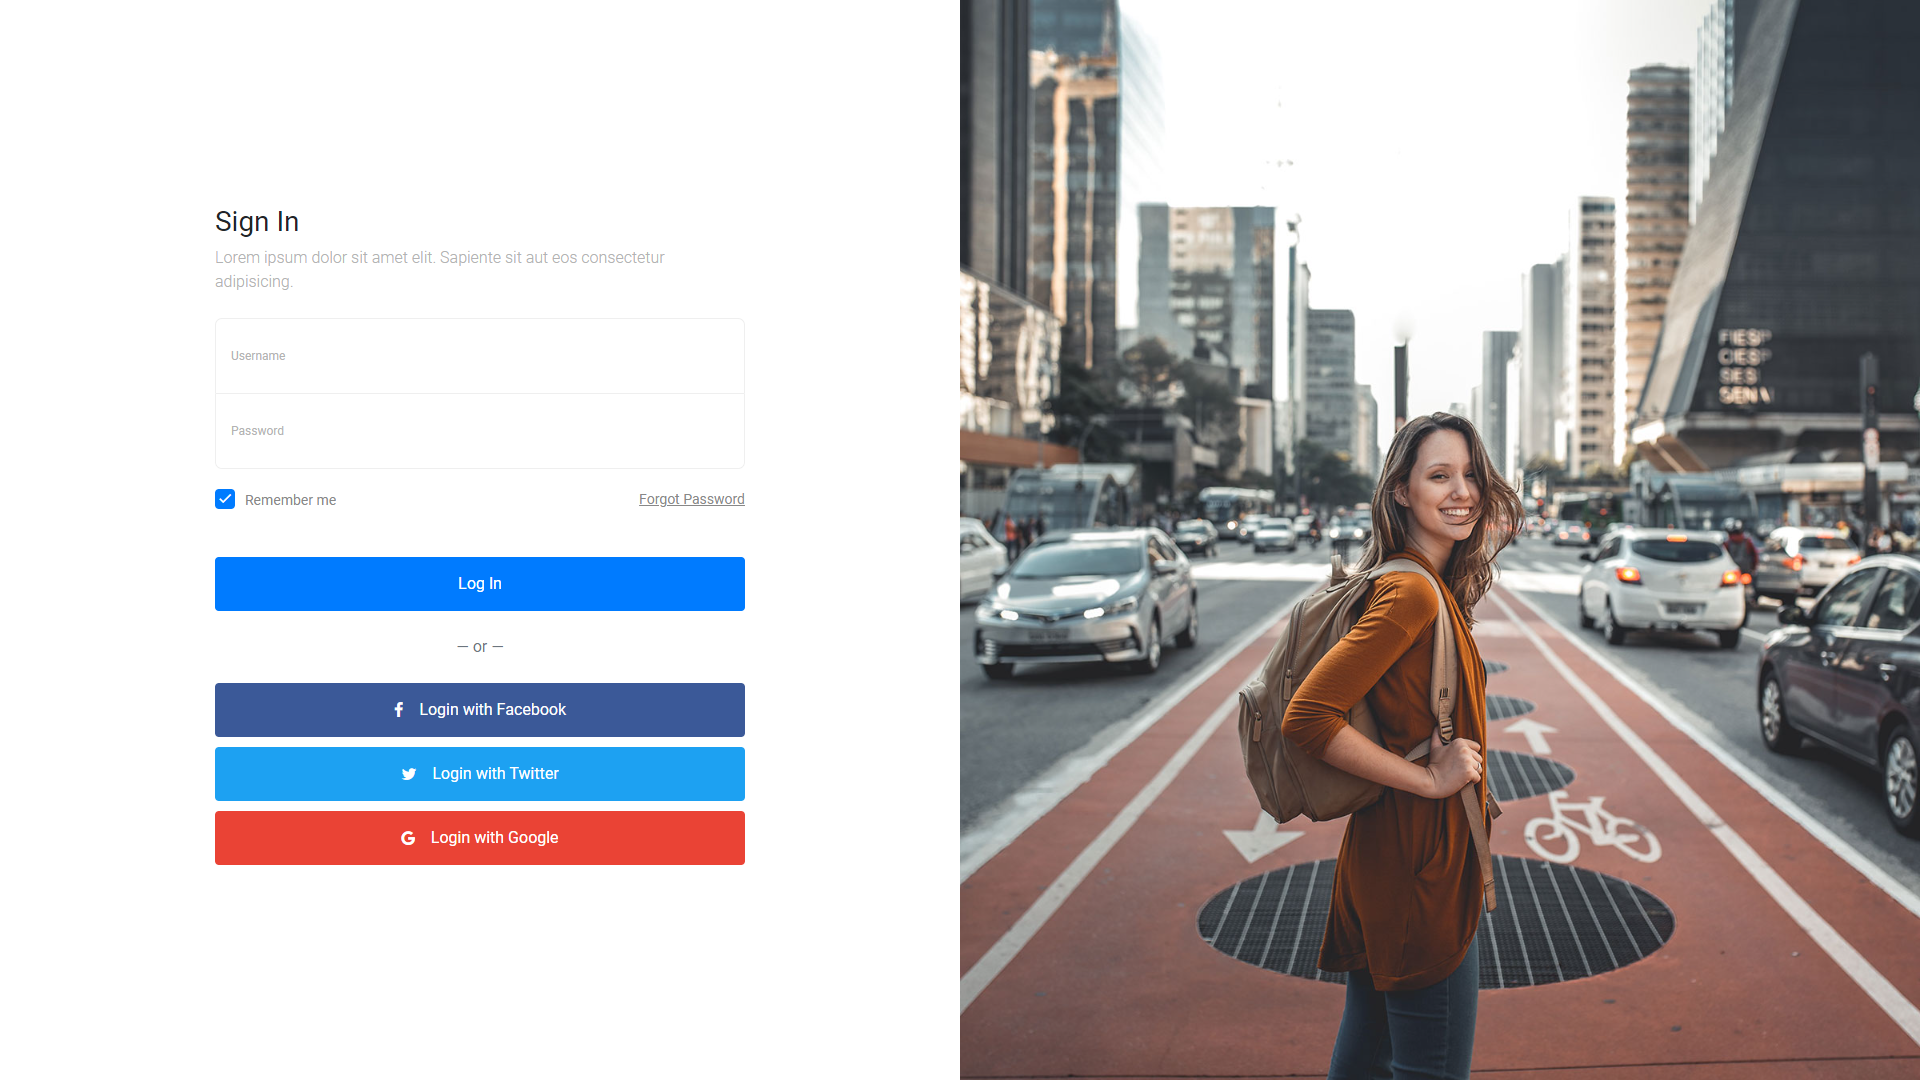 Sign In
Lorem ipsum dolor sit amet elit. Sapiente sit aut eos consectetur
adipisicing.
Username
Password
Remember me
Forgot Password
Log In
— or —
Login with Facebook
Login with Twitter
Login with Google
FIESP
CIESP
SESI
SENAI